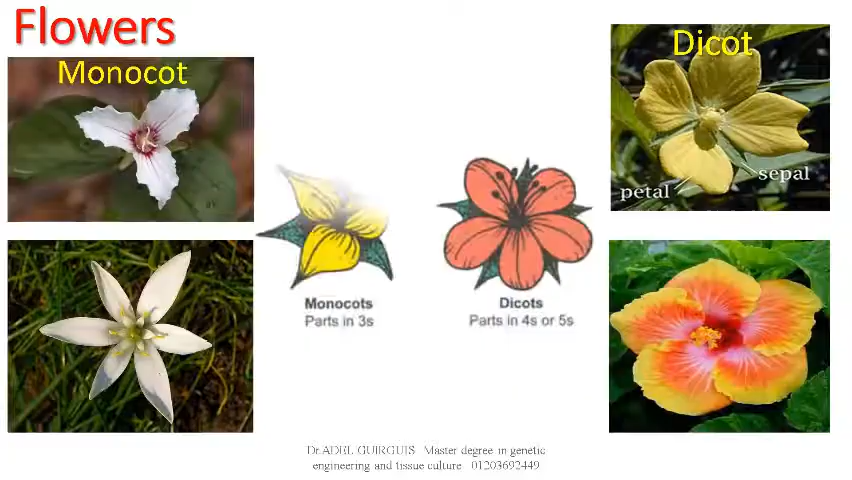 Flowers
Monocot
Dicot
petal
sepal
Monocots
Parts in 3s
Dicots
Parts in 4s or 5s
Dr.ADEL GUIRGUIS Master degree in genetic
engineering and tissue culture 01203692449